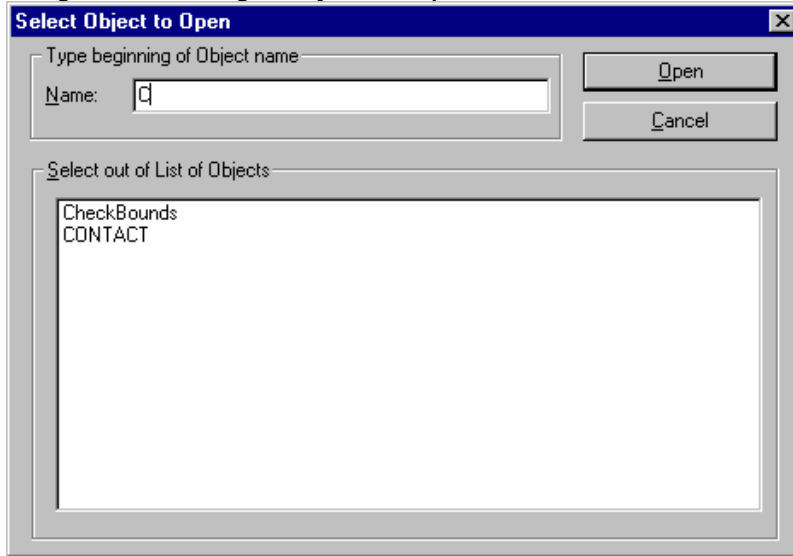 Select Object to Open
Type beginning of Object name
Name: C
Open
Cancel
Select out of List of Objects
CheckBounds
CONTACT